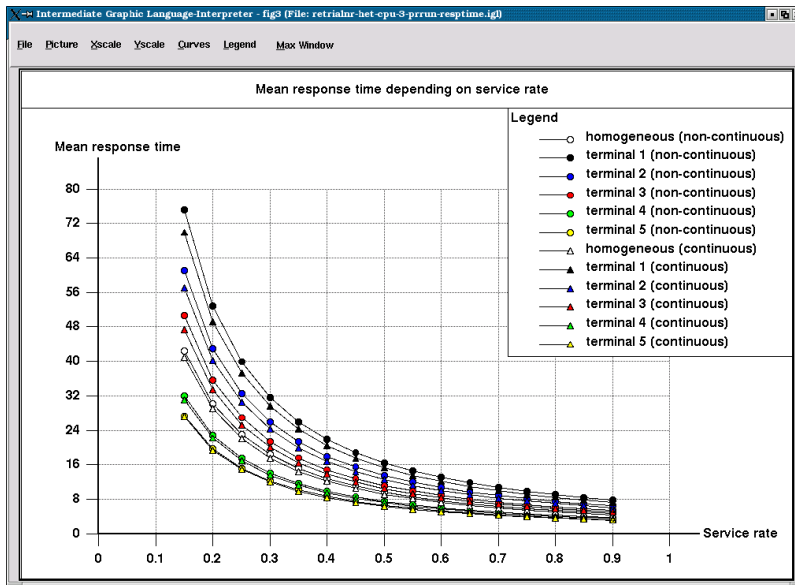 Intermediate Graphic Language-Interpreter - fig3 (File: retrialnr-het-cpu-3-prrun-resptime.igl)
File Picture Xscale Yscale Curves Legend Max Window
Mean response time depending on service rate
Legend
homogeneous (non-continuous)
terminal 1 (non-continuous)
terminal 2 (non-continuous)
terminal 3 (non-continuous)
terminal 4 (non-continuous)
terminal 5 (non-continuous)
homogeneous (continuous)
terminal 1 (continuous)
terminal 2 (continuous)
terminal 3 (continuous)
terminal 4 (continuous)
terminal 5 (continuous)
Mean response time
80
72
64
56
48
40
32
24
16
8
0
Service rate
0 0.1 0.2 0.3 0.4 0.5 0.6 0.7 0.8 0.9 1